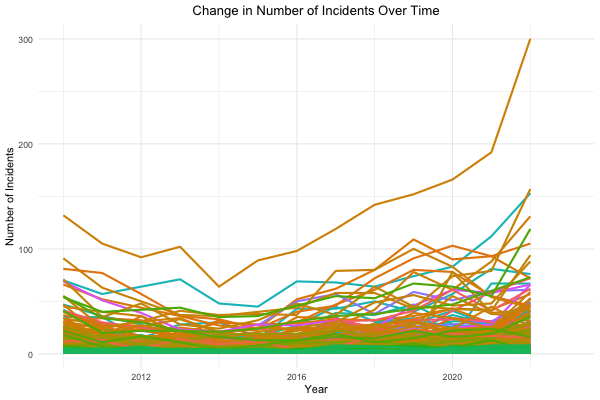 Change in Number of Incidents Over Time
Number of Incidents
300
200
100
0
2012
2016
2020
Year